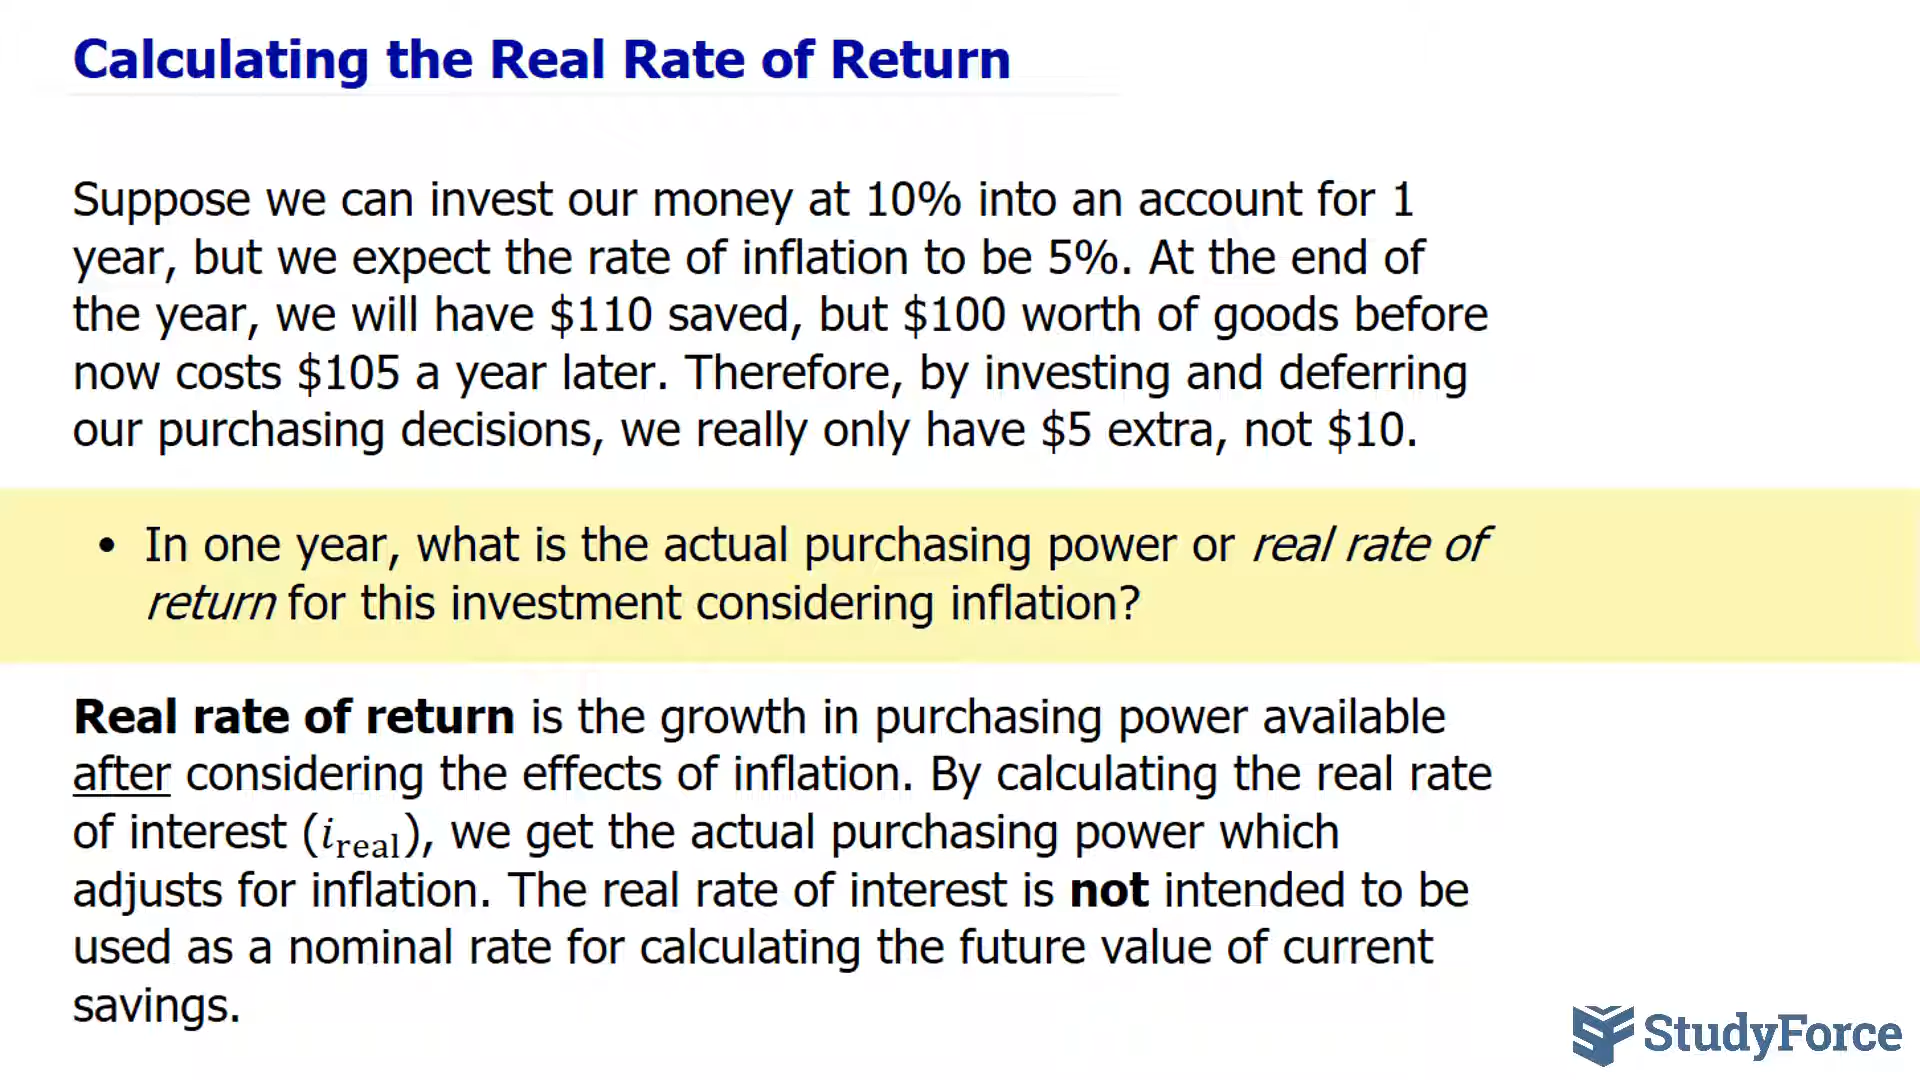 Calculating the Real Rate of Return
Suppose we can invest our money at 10% into an account for 1
year, but we expect the rate of inflation to be 5%. At the end of
the year, we will have $110 saved, but $100 worth of goods before
now costs $105 a year later. Therefore, by investing and deferring
our purchasing decisions, we really only have $5 extra, not $10.
• In one year, what is the actual purchasing power or real rate of
return for this investment considering inflation?
Real rate of return is the growth in purchasing power available
after considering the effects of inflation. By calculating the real rate
of interest (i_real), we get the actual purchasing power which
adjusts for inflation. The real rate of interest is not intended to be
used as a nominal rate for calculating the future value of current
savings.
StudyForce